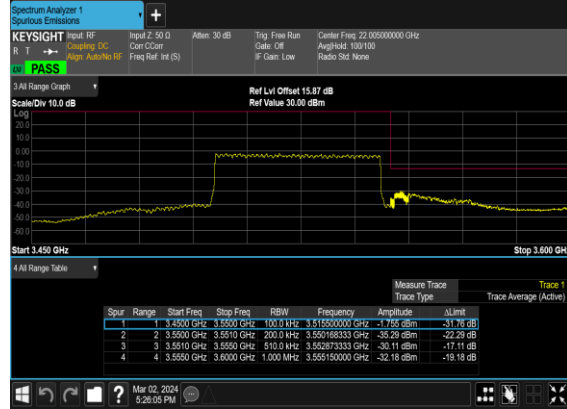 Spectrum Analyzer 1
Spurious Emissions
+
KEYSIGHT Input: RF Input Z: 50 Ω Atten: 30 dB Trig: Free Run Center Freq: 22.005000000 GHz
R T Coupling: DC Corr CCorr Gate: Off Avg|Hold: 100/100
Align: Auto/No RF Freq Ref: Int (S) IF Gain: Low Radio Std: None
PASS
3 All Range Graph
Ref Lvl Offset 15.87 dB
Scale/Div 10.0 dB Ref Value 30.00 dBm
Log
20.0
10.0
0.00
-10.0
-20.0
-30.0
-40.0
-50.0
-60.0
Start 3.450 GHz Stop 3.600 GHz
4 All Range Table
Measure Trace Trace 1
Trace Type Trace Average (Active)
Spur Range Start Freq Stop Freq RBW Frequency Amplitude ΔLimit
1 1 3.4500 GHz 3.5500 GHz 100.0 kHz 3.515500000 GHz -1.755 dBm -31.76 dB
2 2 3.5500 GHz 3.5510 GHz 200.0 kHz 3.550168333 GHz -35.29 dBm -22.29 dB
3 3 3.5510 GHz 3.5550 GHz 510.0 kHz 3.552873333 GHz -30.11 dBm -17.11 dB
4 4 3.5550 GHz 3.6000 GHz 1.000 MHz 3.555150000 GHz -32.18 dBm -19.18 dB
? Mar 02, 2024
5:26:05 PM